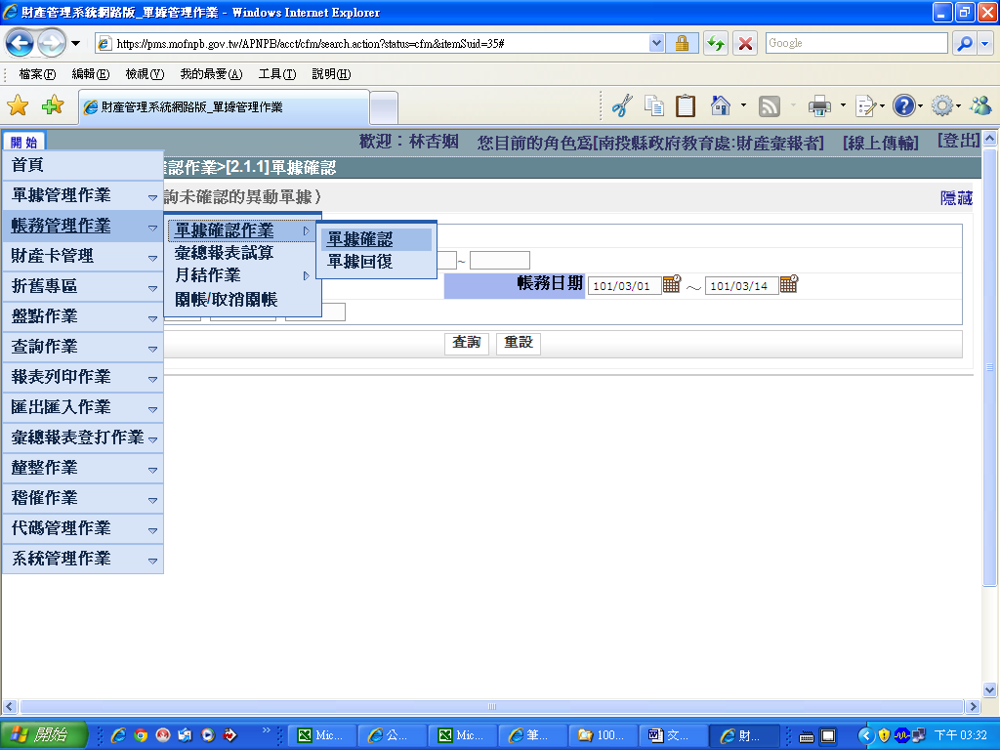 財產管理系統網路版_單據管理作業 - Windows Internet Explorer
https://pms.mofnpb.gov.tw/APNPB/acct/cfm/search.action?status=cfm&itemSuid=35#
Google
檔案(F) 編輯(E) 檢視(V) 我的最愛(A) 工具(T) 說明(H)
財產管理系統網路版_單據管理作業
開始
歡迎：林杏姻 您目前的角色為[南投縣政府教育處:財產彙報者] [線上傳輸] [登出]
首頁
認作業>[2.1.1]單據確認
單據管理作業
詢未確認的異動單據）
隱藏
帳務管理作業
單據確認作業
單據確認
彙總報表試算
單據回復
~
財產卡管理
月結作業
折舊專區
關帳/取消關帳
帳務日期 101/03/01 ～ 101/03/14
盤點作業
查詢作業
查詢 重設
報表列印作業
匯出匯入作業
彙總報表登打作業
釐整作業
稽催作業
代碼管理作業
系統管理作業
開始
Mic...
公...
Mic...
筆...
100...
文...
財...
下午 03:32